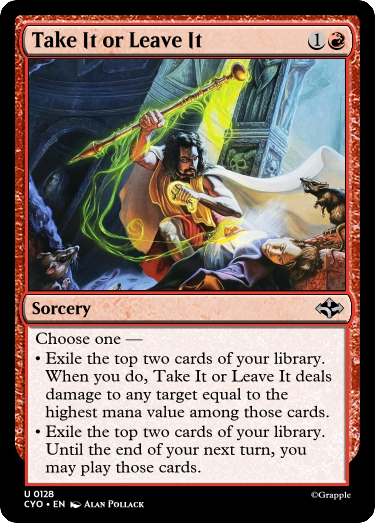 Take It or Leave It 1
Sorcery
Choose one —
• Exile the top two cards of your library.
When you do, Take It or Leave It deals
damage to any target equal to the
highest mana value among those cards.
• Exile the top two cards of your library.
Until the end of your next turn, you
may play those cards.
U 0128
CYO • EN ALAN POLLACK
©Grapple